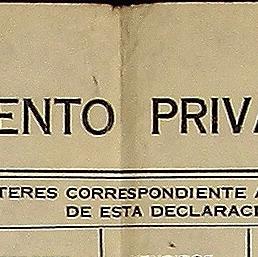 ENTO PRIVA
TERES CORRESPONDIENTE A
DE ESTA DECLARACI